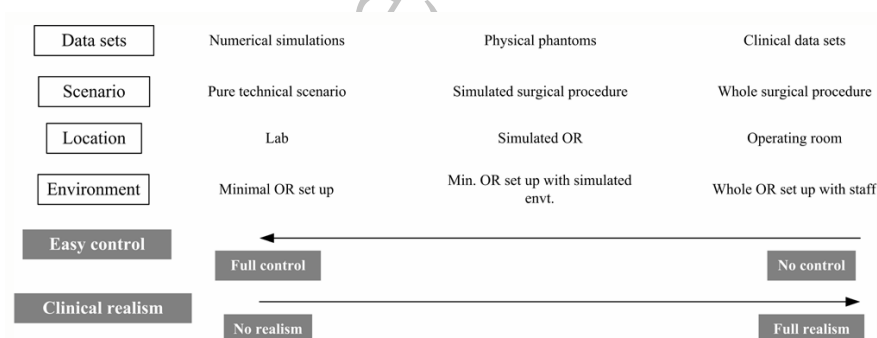 Data sets Numerical simulations Physical phantoms Clinical data sets
Scenario Pure technical scenario Simulated surgical procedure Whole surgical procedure
Location Lab Simulated OR Operating room
Environment Minimal OR set up Min. OR set up with simulated envt. Whole OR set up with staff
Easy control
Full control No control
Clinical realism
No realism Full realism